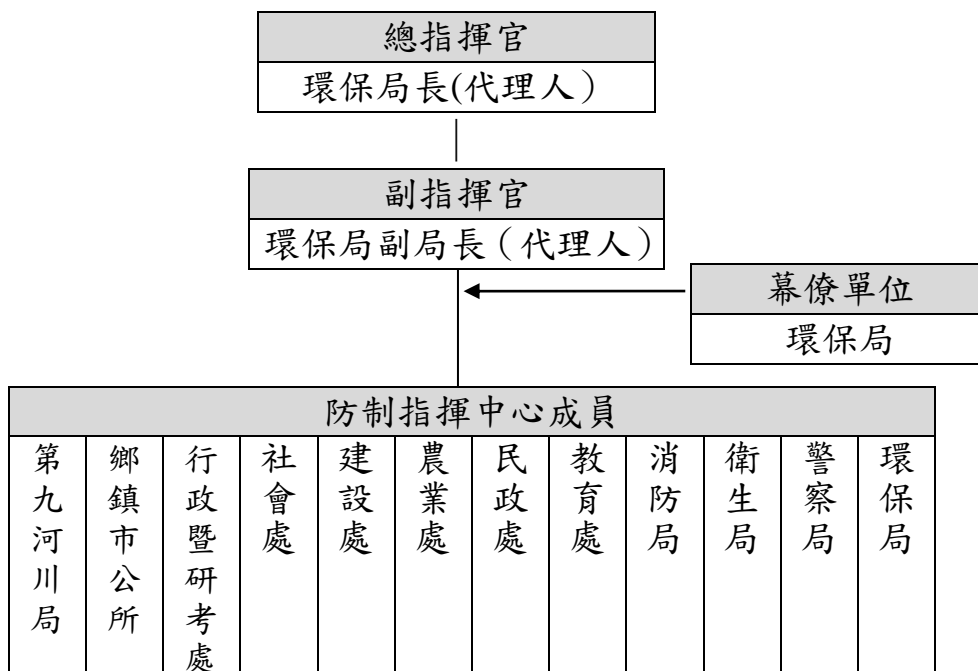 總指揮官
環保局長(代理人)
副指揮官
環保局副局長（代理人）
幕僚單位
環保局
防制指揮中心成員
第九河川局
鄉鎮市公所
行政暨研考處
社會處
建設處
農業處
民政處
教育處
消防局
衛生局
警察局
環保局